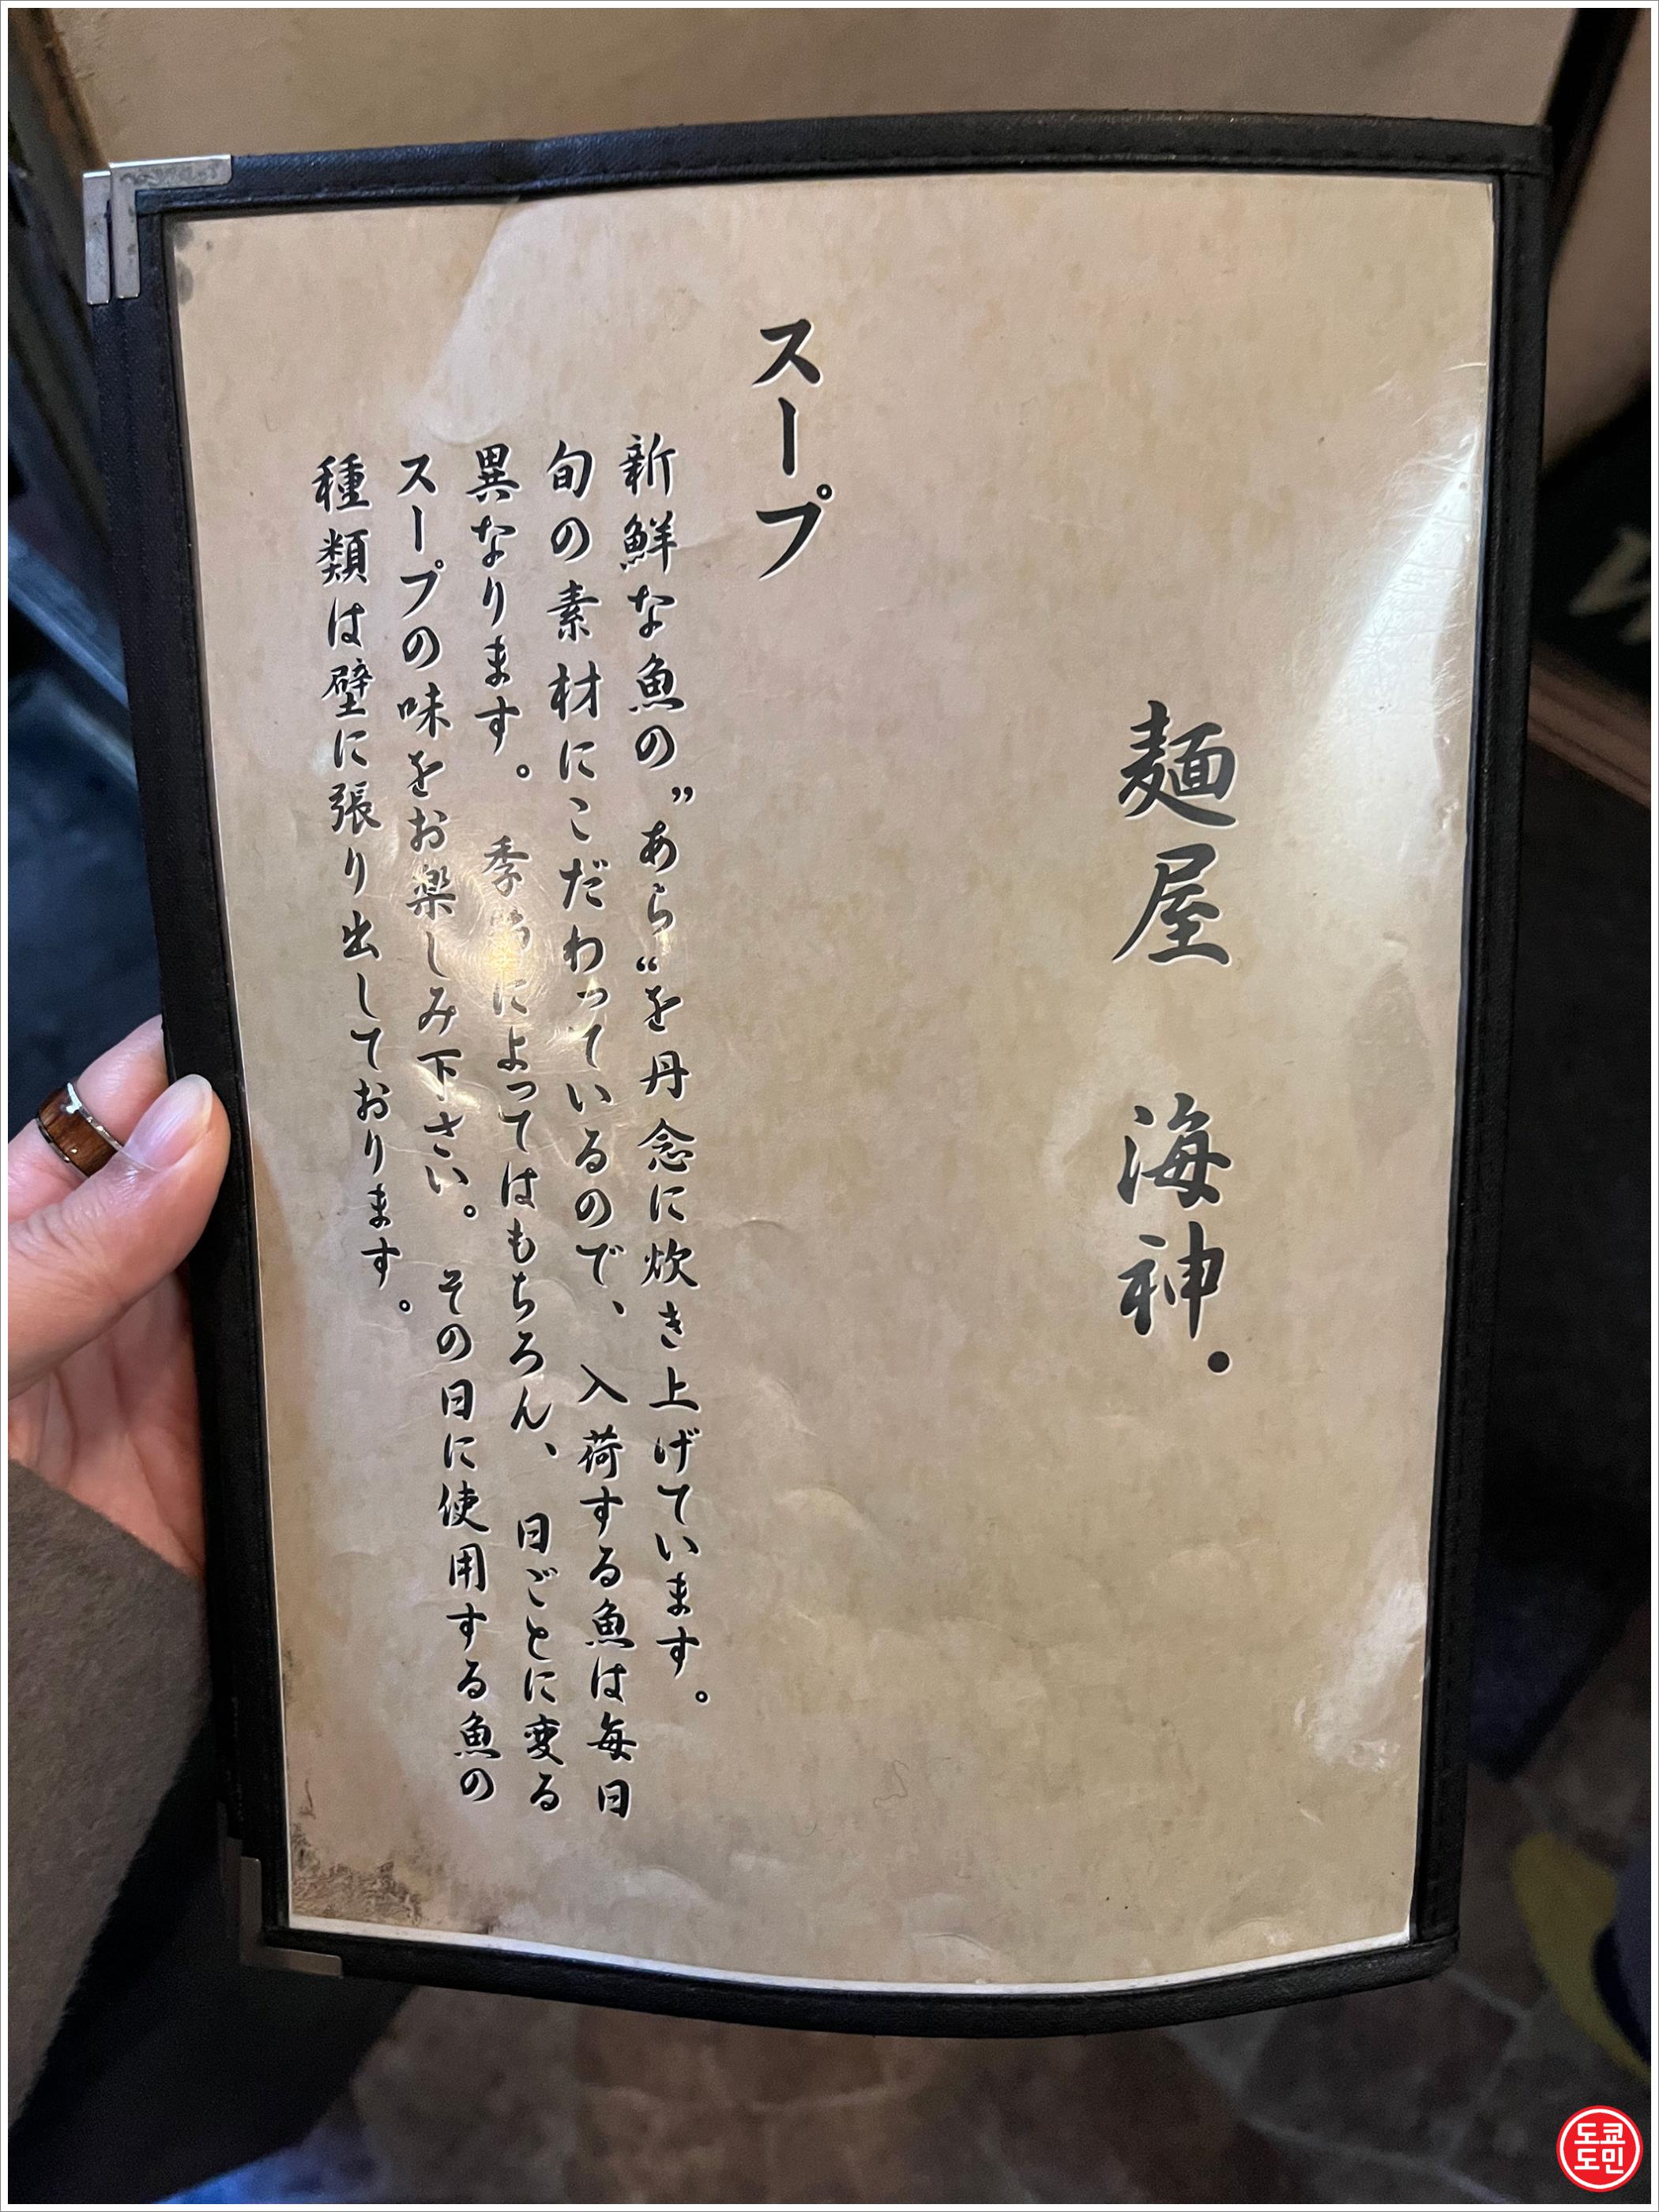 麺屋 海神.
スープ
新鮮な魚の”あら“を丹念に炊き上げています。
旬の素材にこだわっているので、入荷する魚は毎日
異なります。季によってはもちろん、日ごとに変る
スープの味をお楽しみ下さい。その日に使用する魚の
種類は壁に張り出しております。
도쿄
도민